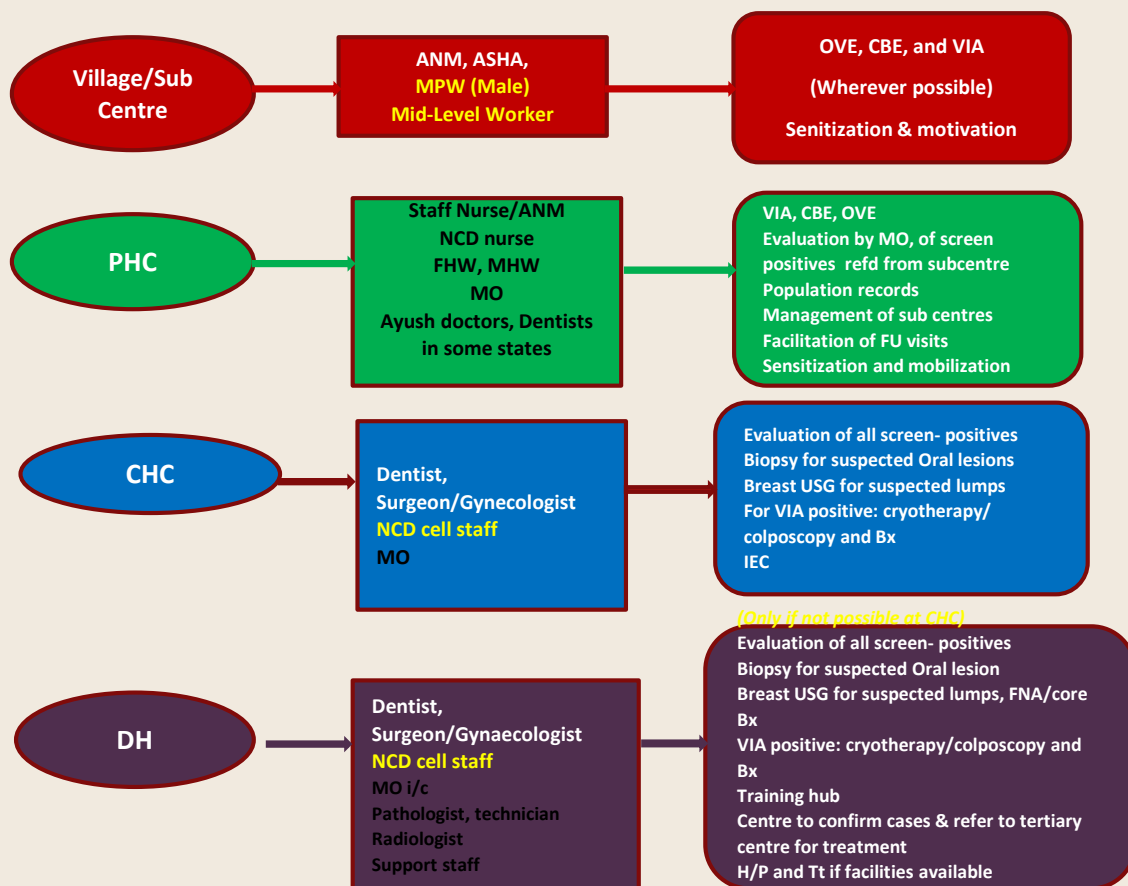 Village/Sub
Centre
ANM, ASHA,
MPW (Male)
Mid-Level Worker
OVE, CBE, and VIA
(Wherever possible)
Senitization & motivation
PHC
Staff Nurse/ANM
NCD nurse
FHW, MHW
MO
Ayush doctors, Dentists
in some states
VIA, CBE, OVE
Evaluation by MO, of screen
positives refd from subcentre
Population records
Management of sub centres
Facilitation of FU visits
Sensitization and mobilization
CHC
Dentist,
Surgeon/Gynecologist
NCD cell staff
MO
Evaluation of all screen- positives
Biopsy for suspected Oral lesions
Breast USG for suspected lumps
For VIA positive: cryotherapy/
colposcopy and Bx
IEC
DH
Dentist,
Surgeon/Gynaecologist
NCD cell staff
MO i/c
Pathologist, technician
Radiologist
Support staff
(Only if not possible at CHC)
Evaluation of all screen- positives
Biopsy for suspected Oral lesion
Breast USG for suspected lumps, FNA/core
Bx
VIA positive: cryotherapy/colposcopy and
Bx
Training hub
Centre to confirm cases & refer to tertiary
centre for treatment
H/P and Tt if facilities available